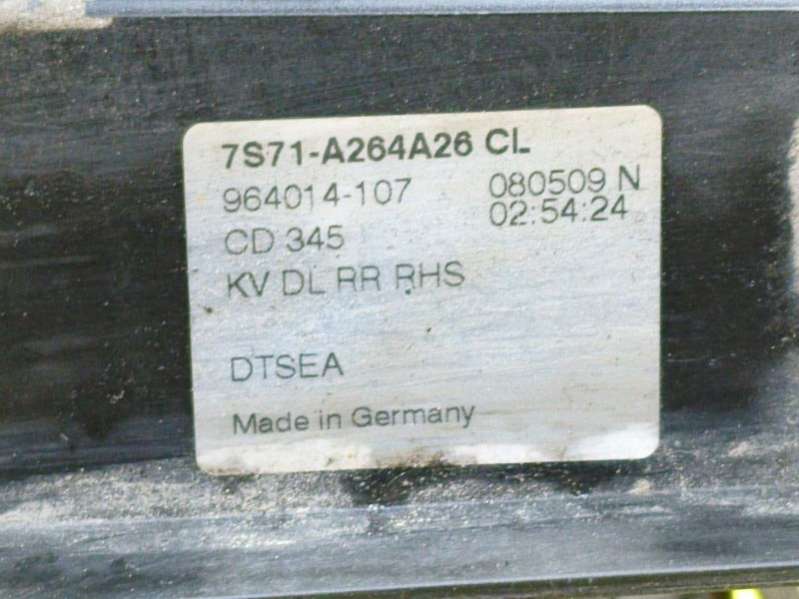 7S71-A264A26 CL
964014-107 080509 N
02:54:24
CD 345
KV DL RR RHS
DTSEA
Made in Germany